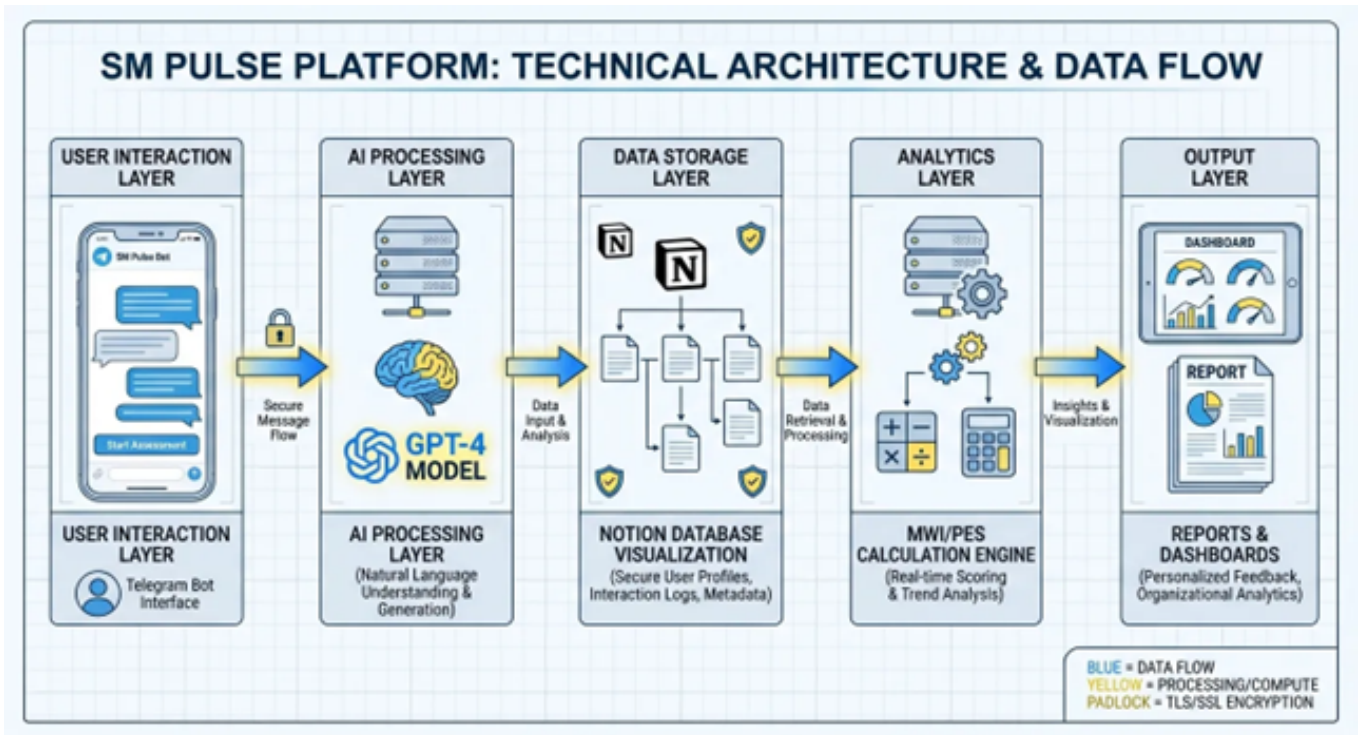 SM PULSE PLATFORM: TECHNICAL ARCHITECTURE & DATA FLOW
USER INTERACTION
LAYER
SM Pulse Bot
Start Assessment
USER INTERACTION
LAYER
Telegram Bot
Interface
Secure
Message
Flow
AI PROCESSING
LAYER
GPT-4
MODEL
AI PROCESSING
LAYER
(Natural Language
Understanding &
Generation)
Data
Input &
Analysis
DATA STORAGE
LAYER
N
N
NOTION DATABASE
VISUALIZATION
(Secure User Profiles,
Interaction Logs, Metadata)
Data
Retrieval &
Processing
ANALYTICS
LAYER
MWI/PES
CALCULATION ENGINE
(Real-time Scoring
& Trend Analysis)
Insights &
Visualization
OUTPUT
LAYER
DASHBOARD
REPORT
REPORTS &
DASHBOARDS
(Personalized Feedback,
Organizational Analytics)
BLUE = DATA FLOW
YELLOW = PROCESSING/COMPUTE
PADLOCK = TLS/SSL ENCRYPTION